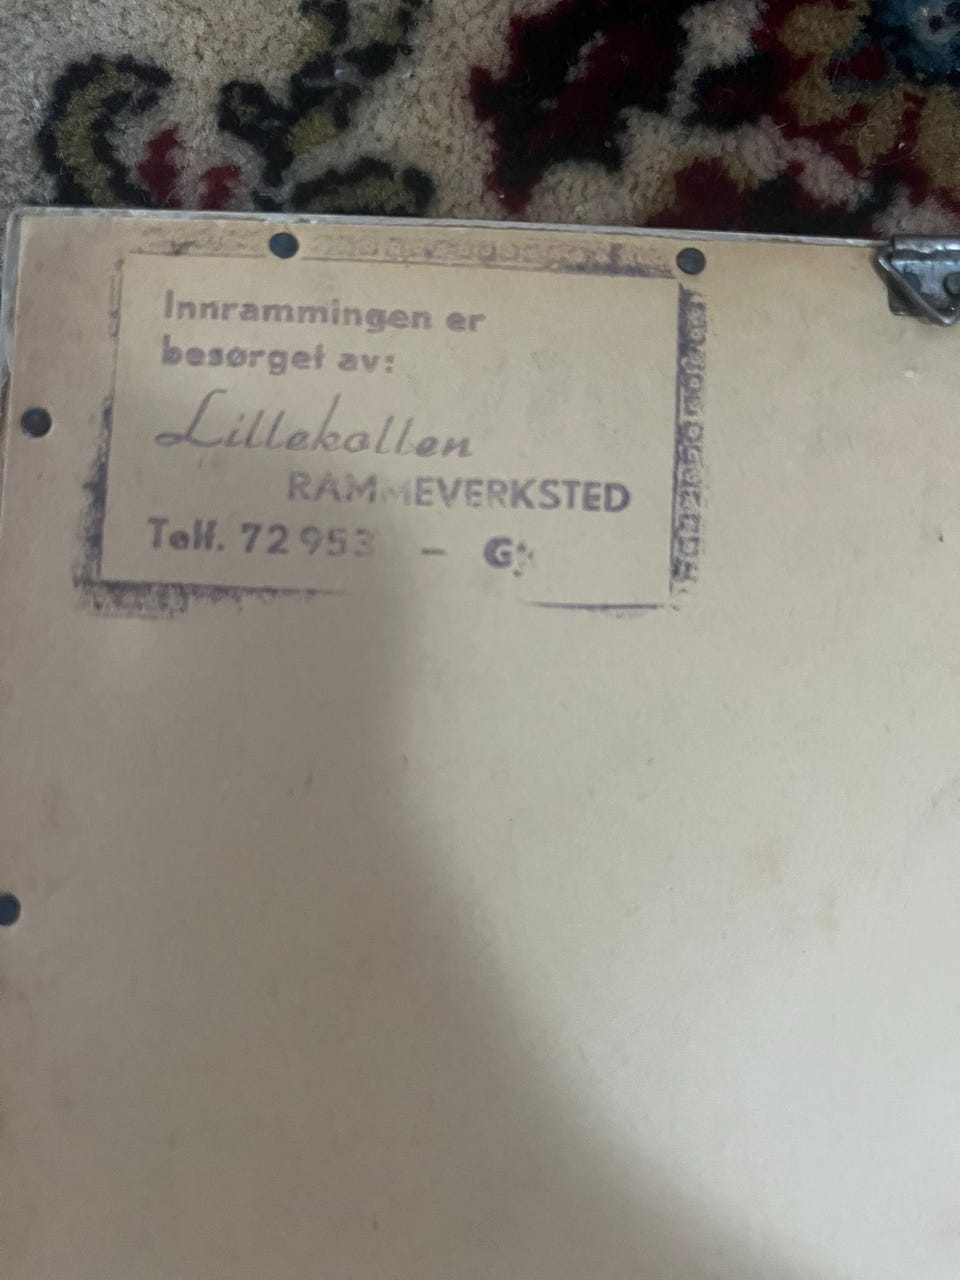 Innrammingen er
besørget av:
Lillekollen
RAMMEVERKSTED
Telf. 72953 –